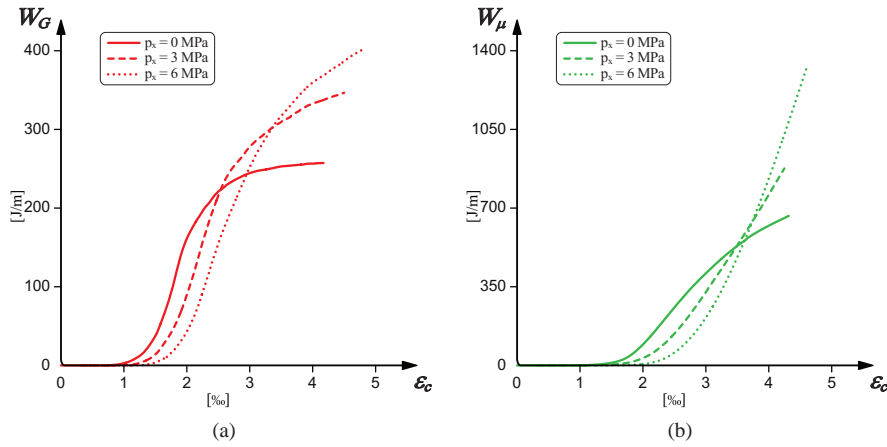 W_G
p_x = 0 MPa
p_x = 3 MPa
p_x = 6 MPa
400
300
200
100
0
[J/m]
0 1 2 3 4 5 ε_c
[‰]
(a)
W_μ
p_x = 0 MPa
p_x = 3 MPa
p_x = 6 MPa
1400
1050
700
350
0
[J/m]
0 1 2 3 4 5 ε_c
[‰]
(b)